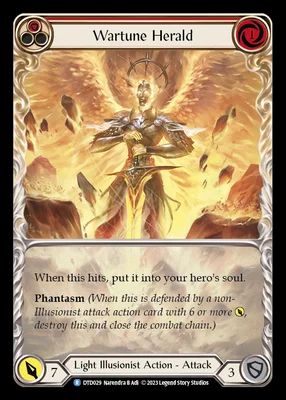 Wartune Herald
When this hits, put it into your hero's soul.
Phantasm (When this is defended by a non-
Illusionist attack action card with 6 or more
destroy this and close the combat chain.)
7
Light Illusionist Action - Attack
3
DTD029 Narendra B Adi © 2023 Legend Story Studios